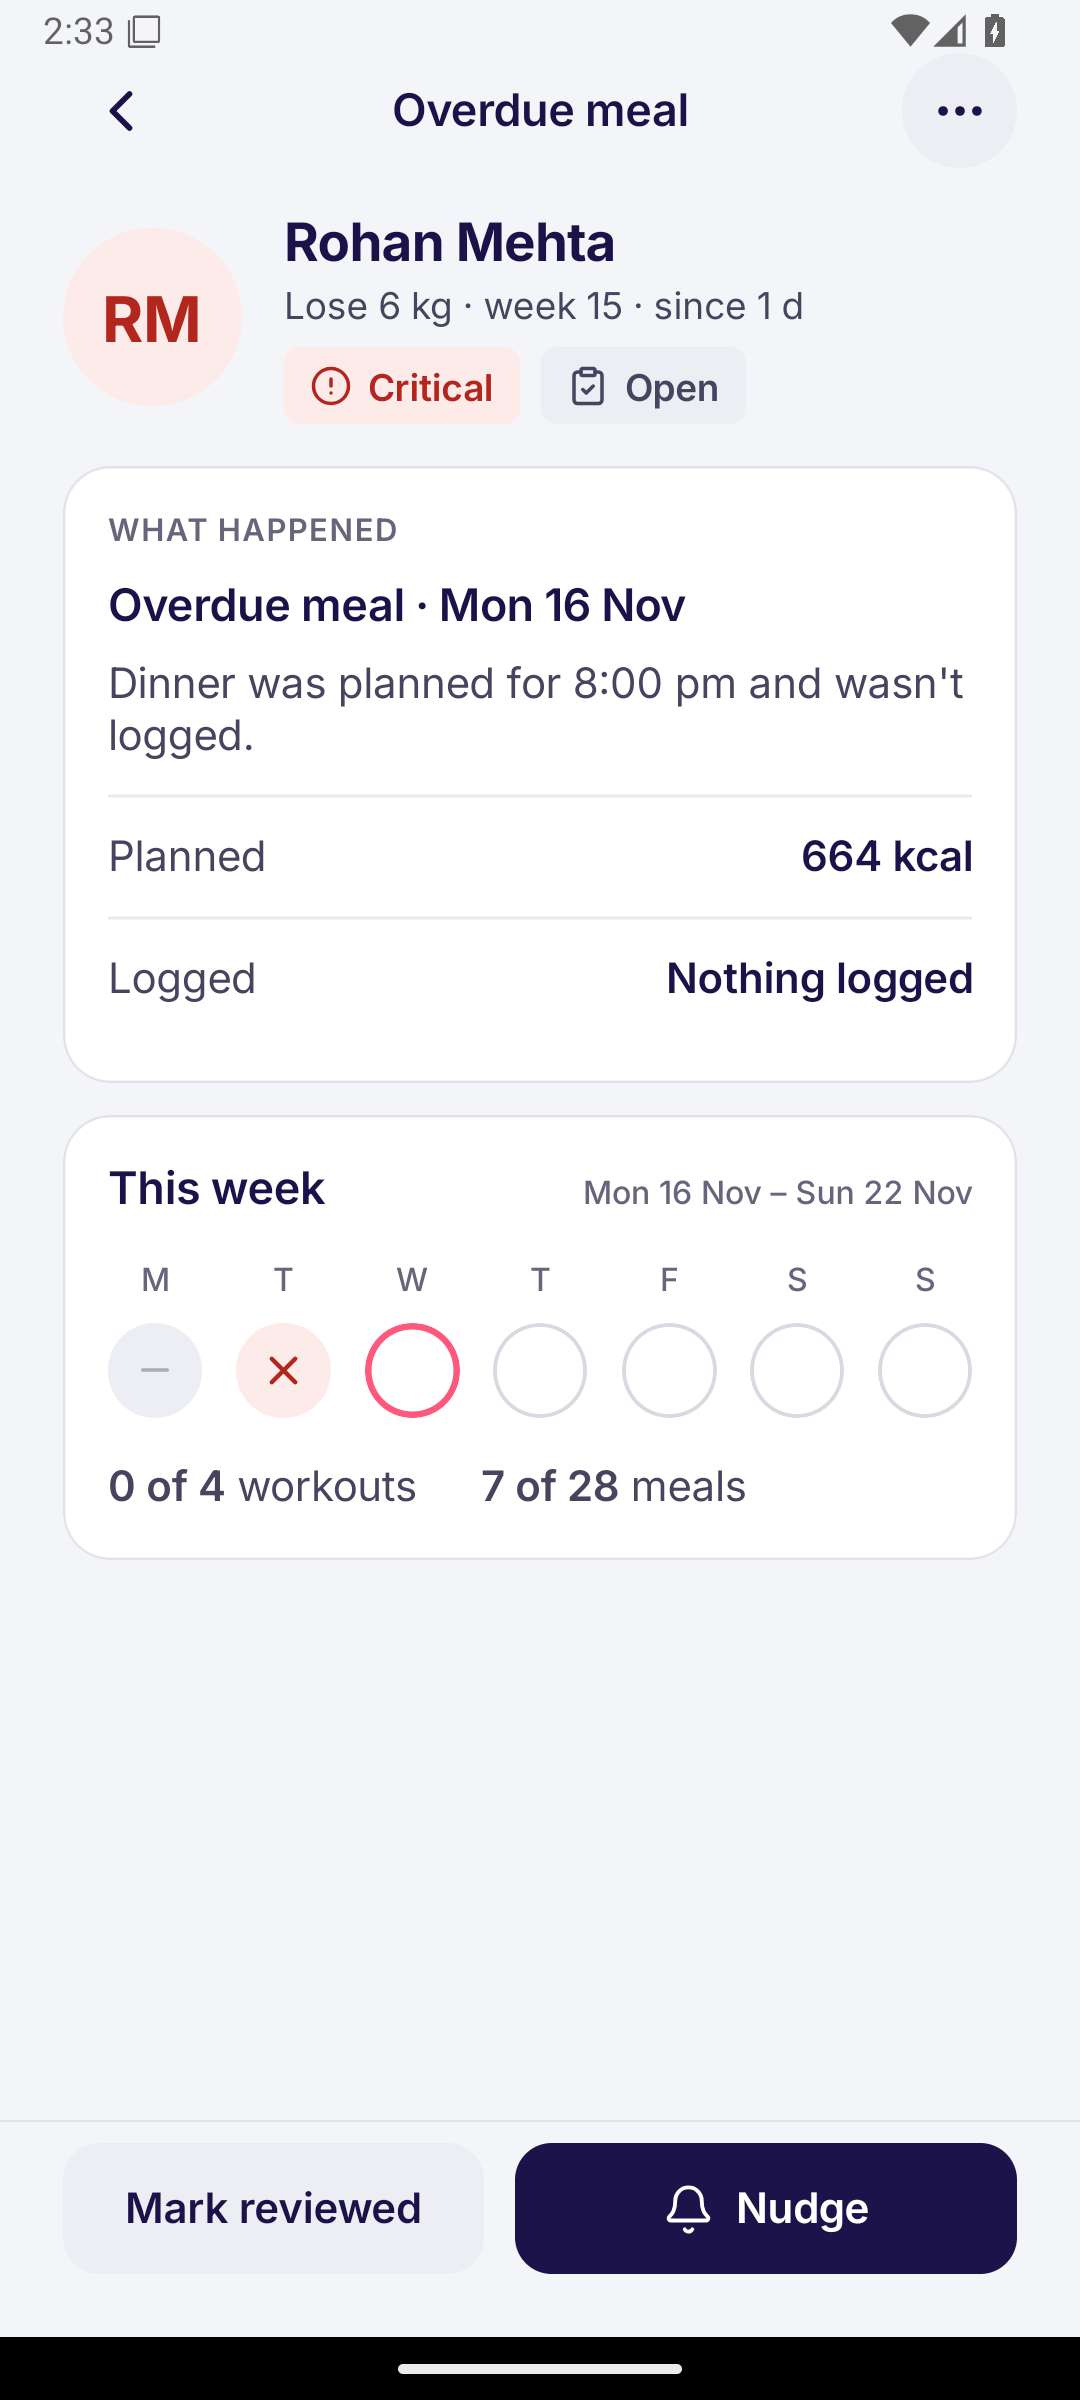 2:33
Overdue meal
RM
Rohan Mehta
Lose 6 kg · week 15 · since 1 d
Critical
Open
WHAT HAPPENED
Overdue meal · Mon 16 Nov
Dinner was planned for 8:00 pm and wasn't
logged.
Planned 664 kcal
Logged Nothing logged
This week Mon 16 Nov – Sun 22 Nov
M T W T F S S
0 of 4 workouts 7 of 28 meals
Mark reviewed
Nudge